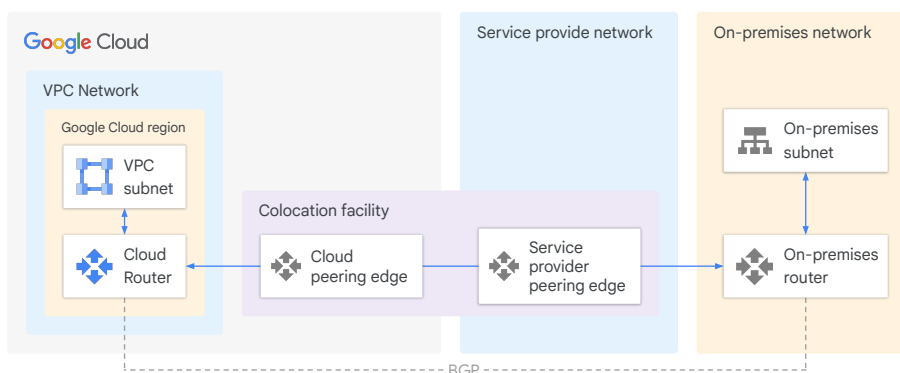 Google Cloud
Service provide network
On-premises network
VPC Network
Google Cloud region
VPC
subnet
On-premises
subnet
Colocation facility
Cloud
Router
Cloud
peering edge
Service
provider
peering edge
On-premises
router
BGP